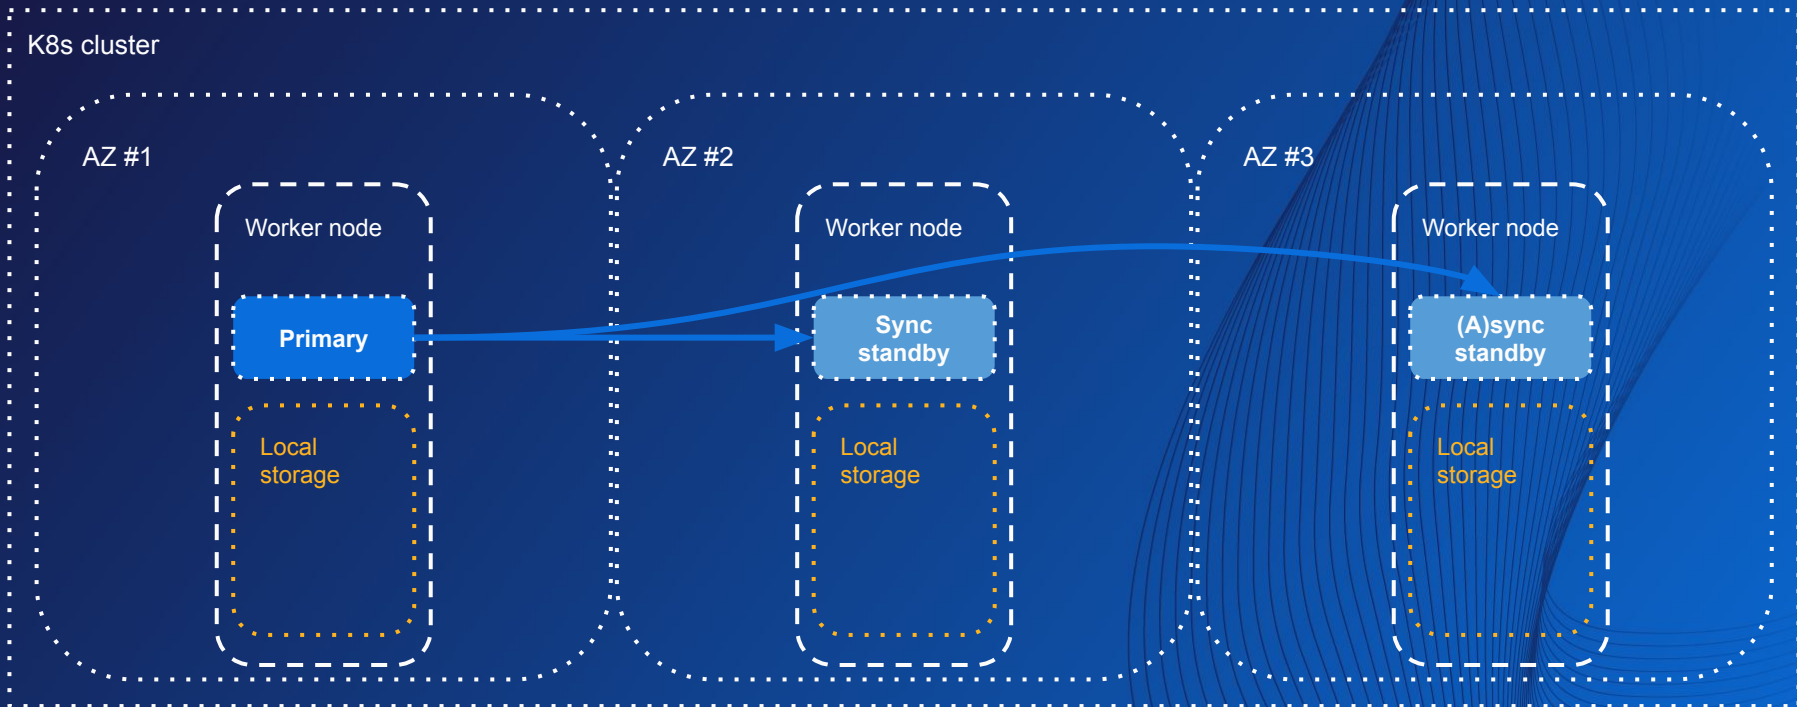 K8s cluster
AZ #1
AZ #2
AZ #3
Worker node
Worker node
Worker node
Primary
Sync
standby
(A)sync
standby
Local
storage
Local
storage
Local
storage